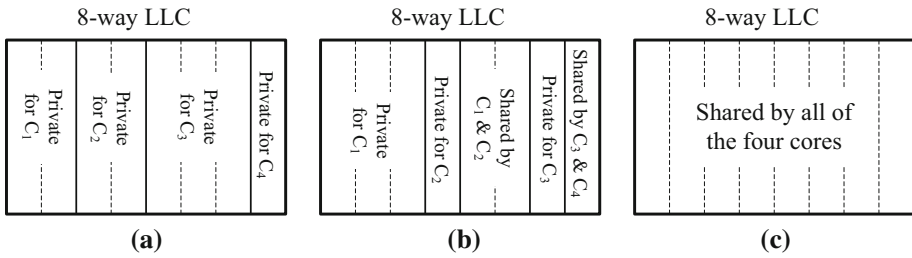 8-way LLC
Private
for C₁
Private
for C₂
Private
for C₃
Private for C₄
(a)
8-way LLC
Private
for C₁
Private for C₂
Shared by
C₁ & C₂
Private for C₃
Shared by C₃ & C₄
(b)
8-way LLC
Shared by all of
the four cores
(c)